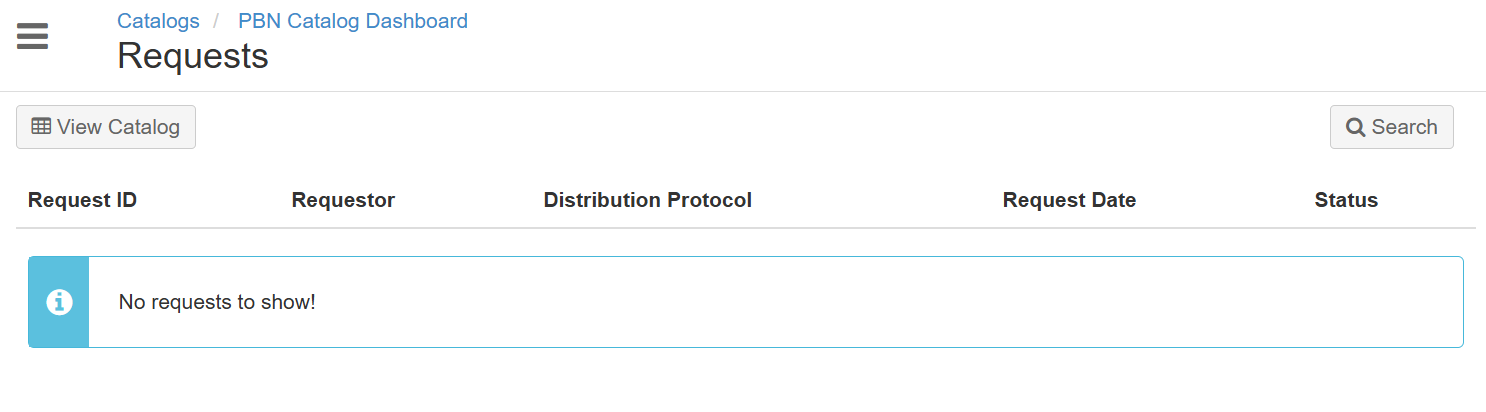 Catalogs / PBN Catalog Dashboard
Requests
View Catalog Search
Request ID Requestor Distribution Protocol Request Date Status
No requests to show!